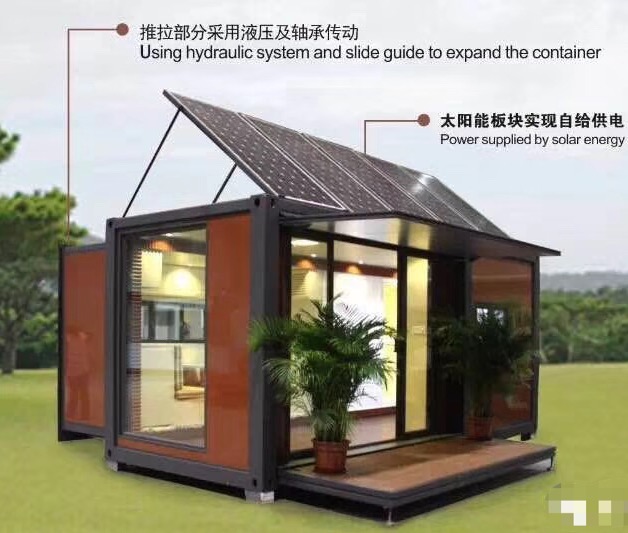 推拉部分采用液压及轴承传动
Using hydraulic system and slide guide to expand the container
太阳能板块实现自给供电
Power supplied by solar energy